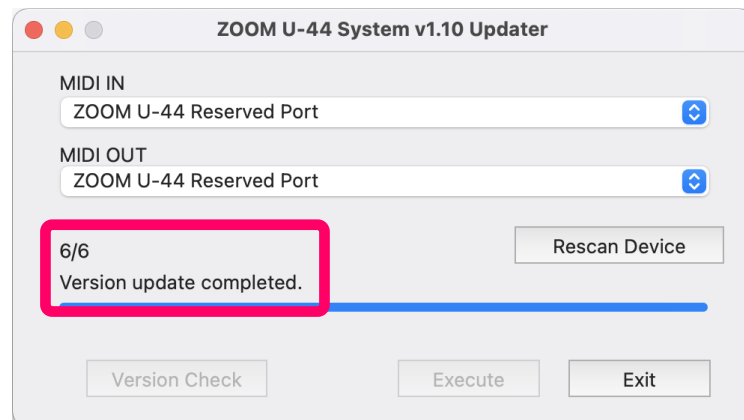 ZOOM U-44 System v1.10 Updater
MIDI IN
ZOOM U-44 Reserved Port
MIDI OUT
ZOOM U-44 Reserved Port
6/6
Rescan Device
Version update completed.
Version Check
Execute
Exit